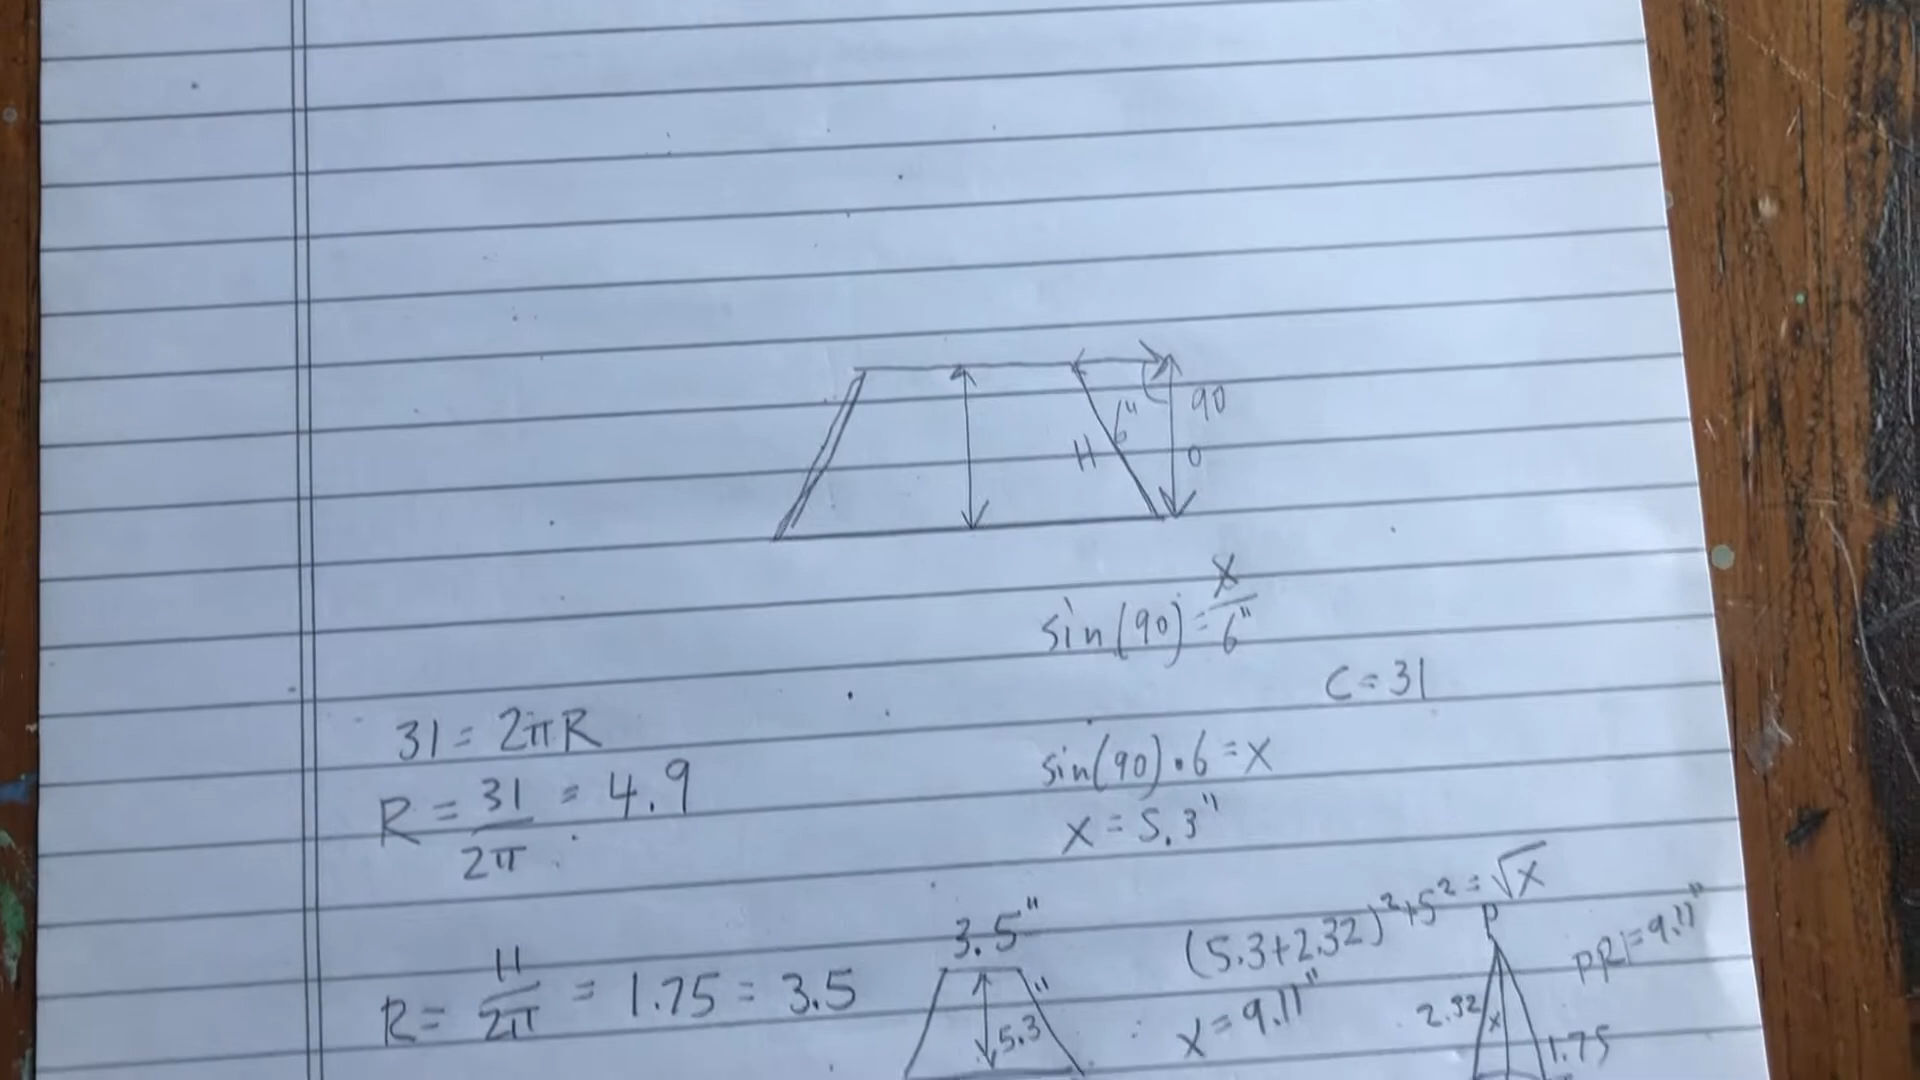 6" 90
H O
sin(90) = x/6"
C = 31
31 = 2πR
sin(90) • 6 = x
R = 31/2π = 4.9
x = 5.3"
3.5"
(5.3+2.32)²+5² = √x
P
PR1 = 9.11"
R = 11/2π = 1.75 = 3.5
5.3
x = 9.11"
2.32
x
1.75